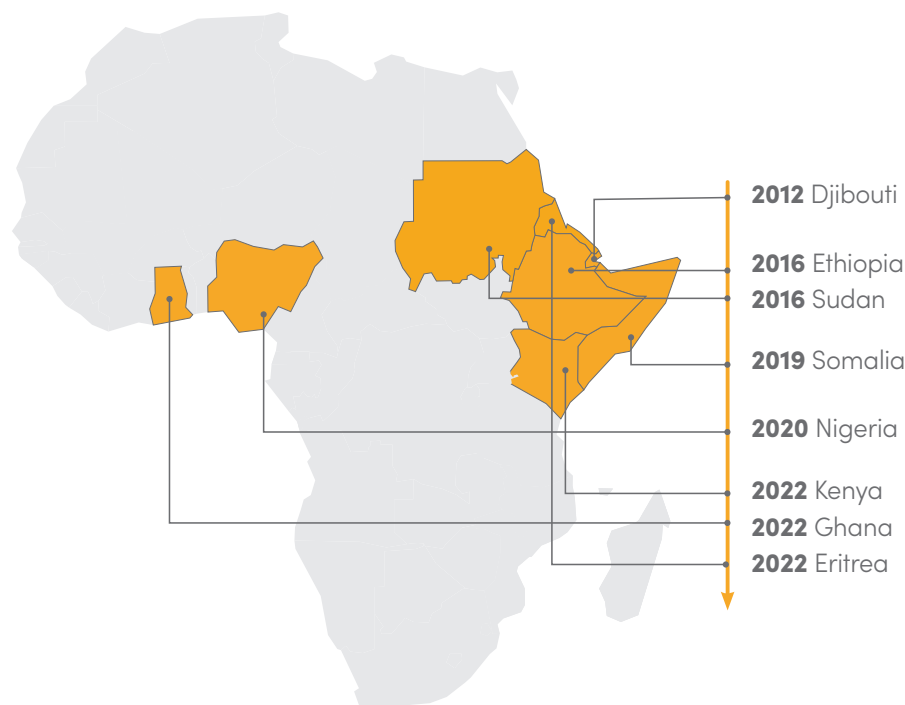 2012 Djibouti
2016 Ethiopia
2016 Sudan
2019 Somalia
2020 Nigeria
2022 Kenya
2022 Ghana
2022 Eritrea